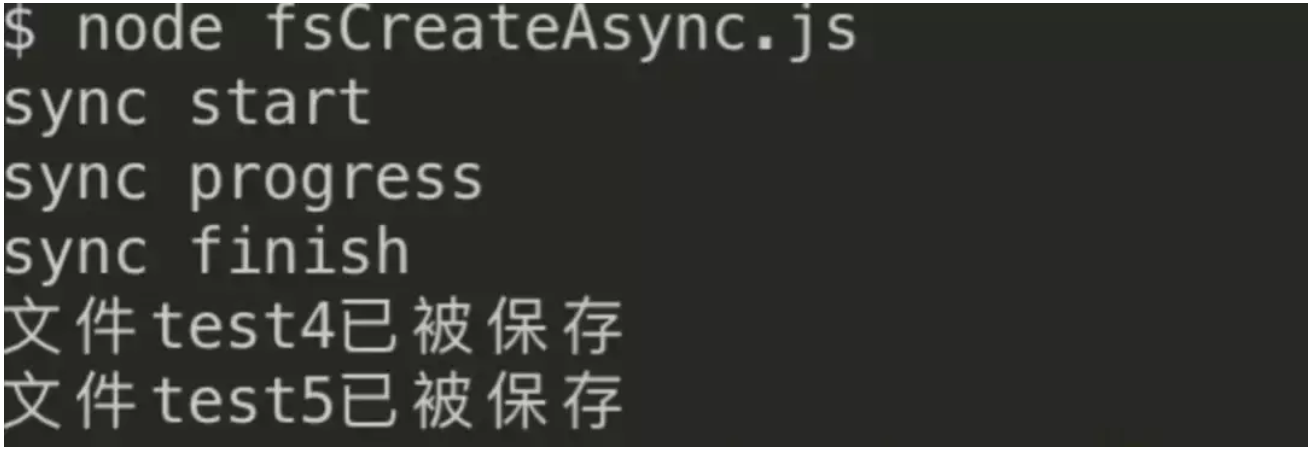 $ node fsCreateAsync.js
sync start
sync progress
sync finish
文件test4已被保存
文件test5已被保存